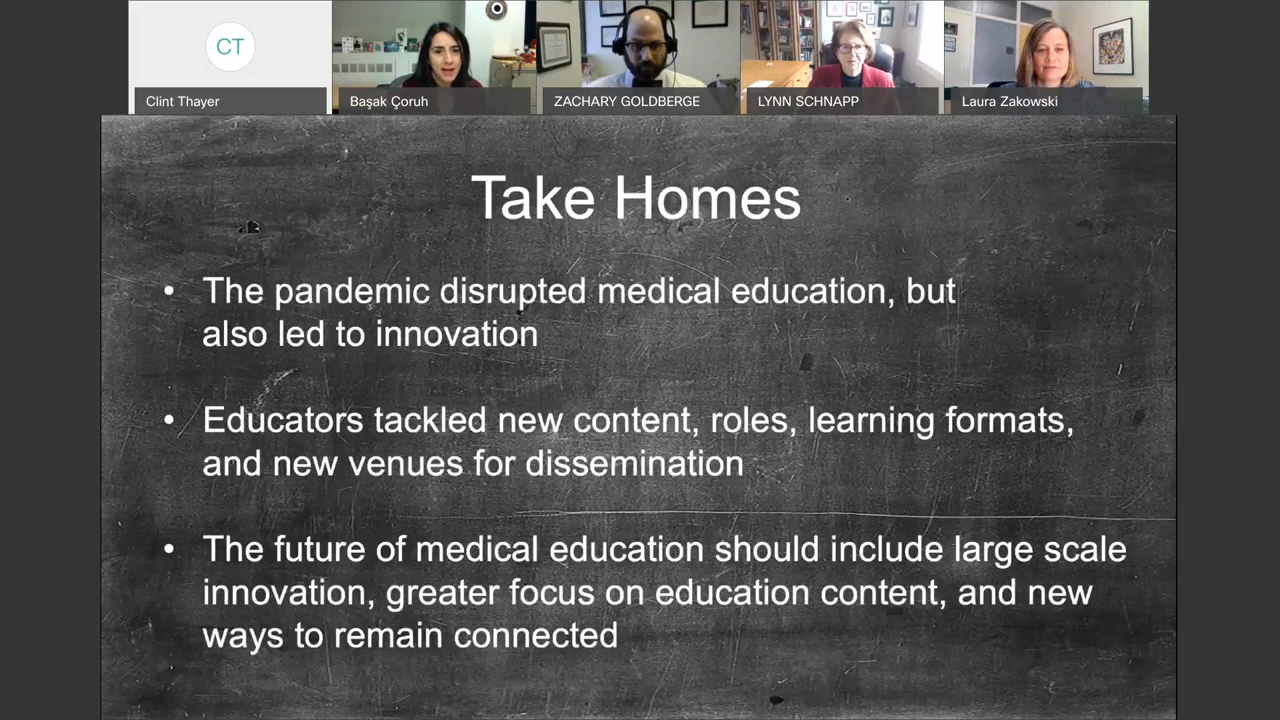 CT
Clint Thayer
Başak Çoruh
ZACHARY GOLDBERGE
LYNN SCHNAPP
Laura Zakowski
Take Homes
• The pandemic disrupted medical education, but
also led to innovation
• Educators tackled new content, roles, learning formats,
and new venues for dissemination
• The future of medical education should include large scale
innovation, greater focus on education content, and new
ways to remain connected